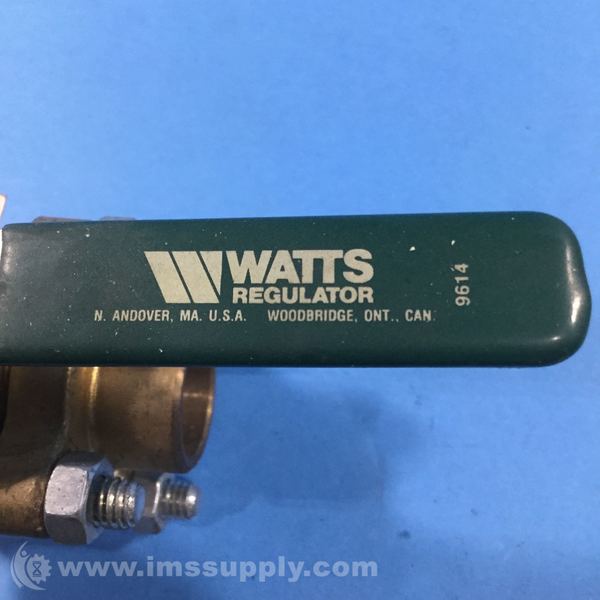 WATTS
REGULATOR
N. ANDOVER, MA. U.S.A. WOODBRIDGE, ONT., CAN.
9614
www.imssupply.com